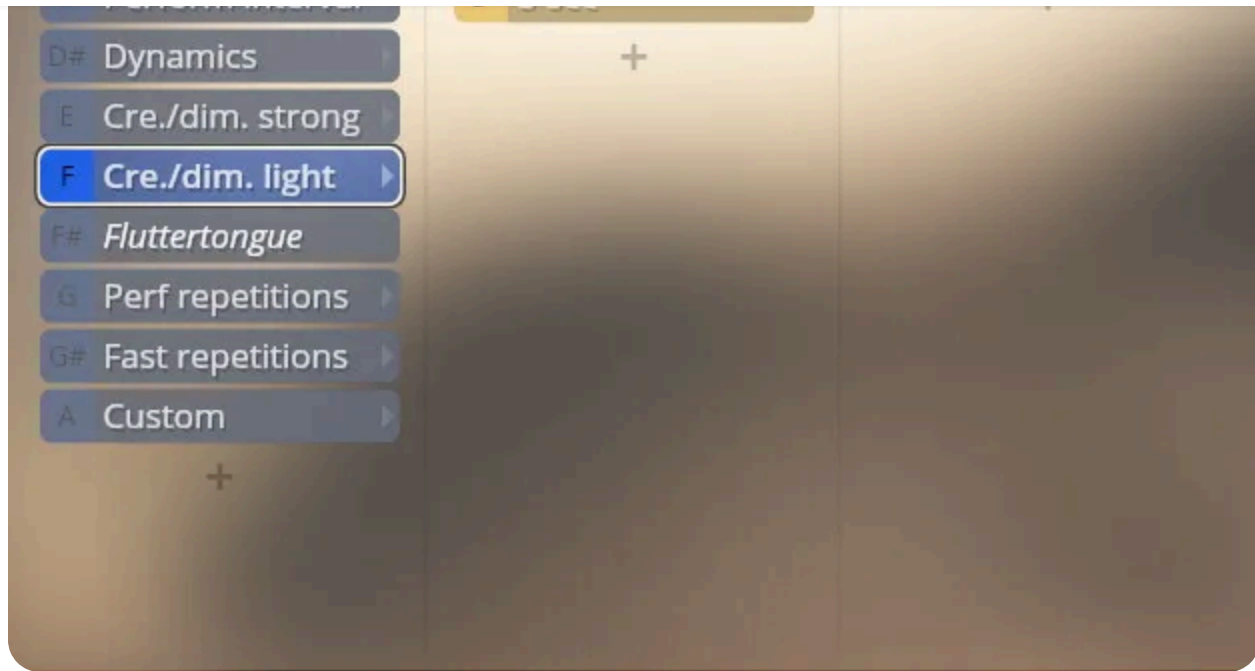 D# Dynamics
E Cre./dim. strong
F Cre./dim. light
F# Fluttertongue
G Perf repetitions
G# Fast repetitions
A Custom